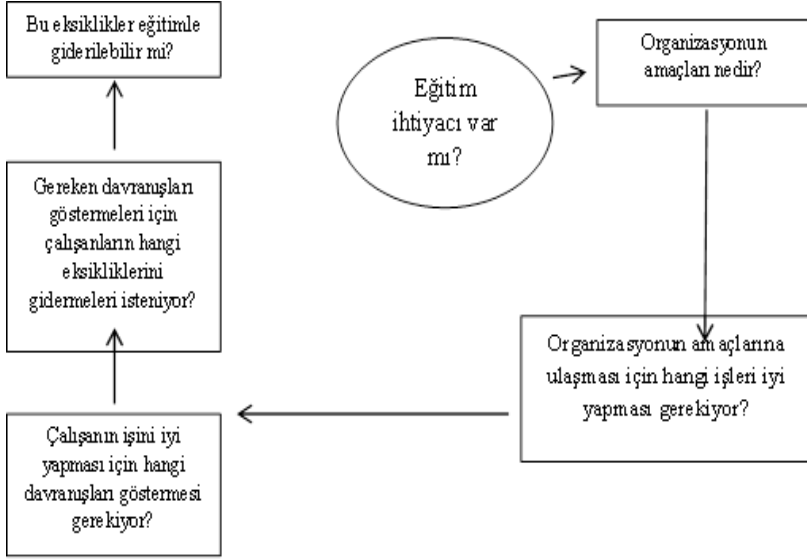 Eğitim
ihtiyacı var
mı?
Organizasyonun
amaçları nedir?
Organizasyonun amaçlarına
ulaşması için hangi işleri iyi
yapması gerekiyor?
Çalışanın işini iyi
yapması için hangi
davranışları göstermesi
gerekiyor?
Gereken davranışları
göstermeleri için
çalışanların hangi
eksikliklerini
gidermeleri isteniyor?
Bu eksiklikler eğitimle
giderilebilir mi?